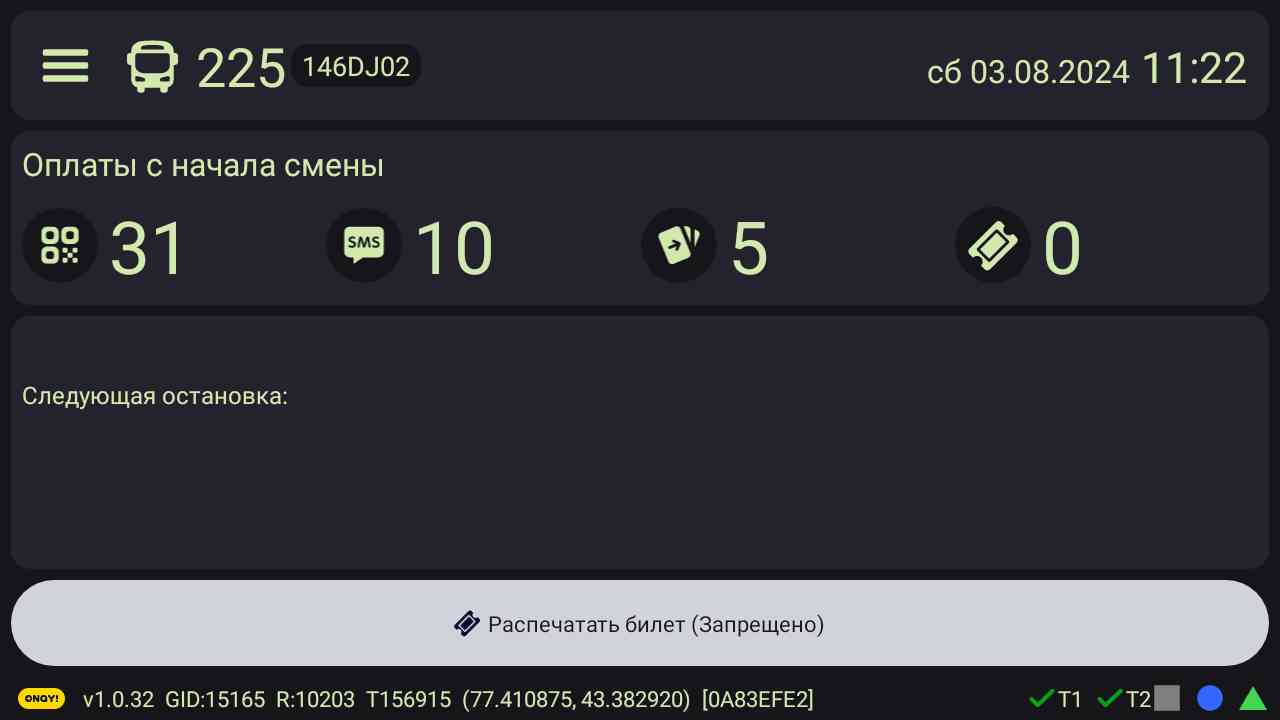 225 146DJ02 сб 03.08.2024 11:22
Оплаты с начала смены
31 SMS 10 5 0
Следующая остановка:
Распечатать билет (Запрещено)
ONAY! v1.0.32 GID:15165 R:10203 T156915 (77.410875, 43.382920) [0A83EFE2] T1 T2